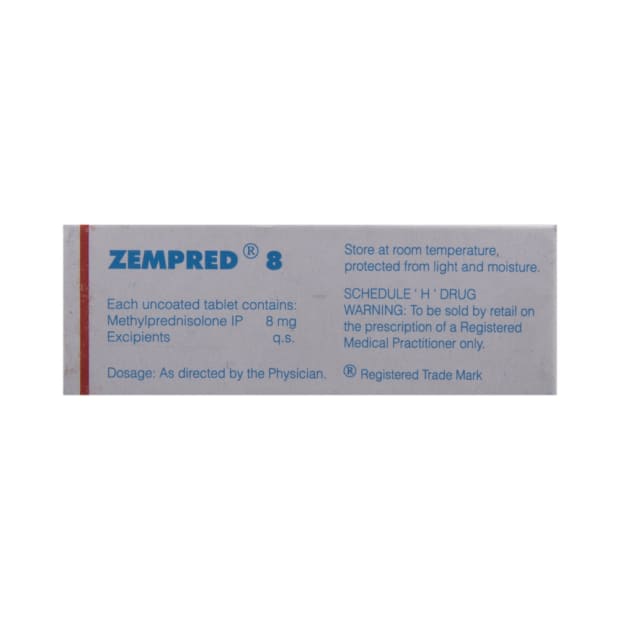 ZEMPRED ® 8
Each uncoated tablet contains:
Methylprednisolone IP 8 mg
Excipients q.s.
Dosage: As directed by the Physician.
Store at room temperature,
protected from light and moisture.
SCHEDULE ' H ' DRUG
WARNING: To be sold by retail on
the prescription of a Registered
Medical Practitioner only.
® Registered Trade Mark